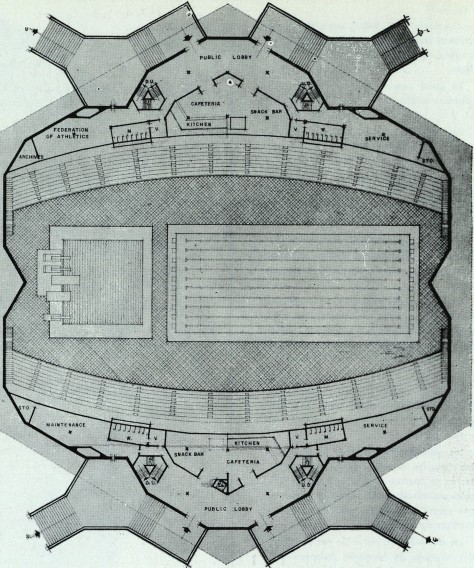 PUBLIC LOBBY
CAFETERIA
SNACK BAR
KITCHEN
FEDERATION
OF ATHLETICS
SERVICE
ARCHIVES
STO.
M
V
V
STO.
STO.
MAINTENANCE
SERVICE
V
V
M
SNACK BAR
KITCHEN
CAFETERIA
PUBLIC LOBBY